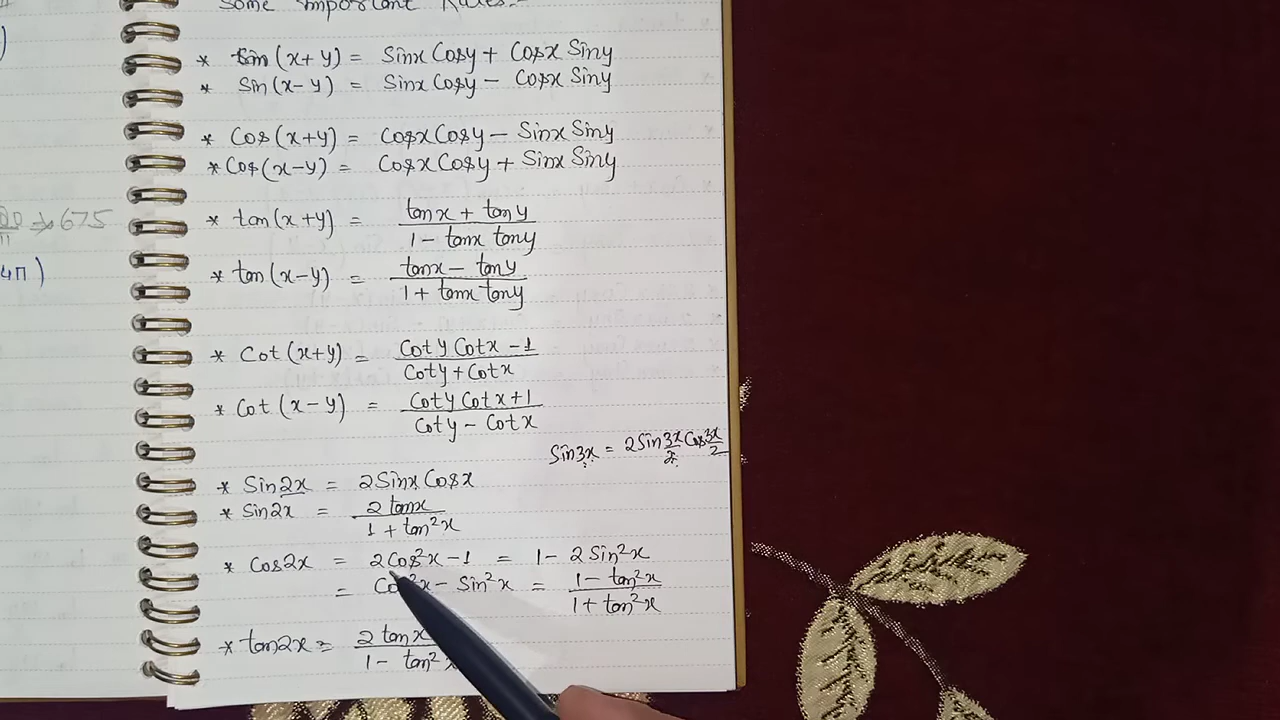 Some Important Rules:-
* Sin(x+y) = Sinx Cosy + Cosx Siny
* Sin(x-y) = Sinx Cosy - Cosx Siny
* Cos(x+y) = Cosx Cosy - Sinx Siny
* Cos(x-y) = Cosx Cosy + Sinx Siny
* tan(x+y) = (tanx + tany)/(1 - tanx tany)
→ 675
* tan(x-y) = (tanx - tany)/(1 + tanx tany)
4π)
* Cot(x+y) = (Coty Cotx - 1)/(Coty + Cotx)
* Cot(x-y) = (Coty Cotx + 1)/(Coty - Cotx)
Sin3x = 2Sin3x/2 Cos3x/2
* Sin2x = 2Sinx Cosx
* Sin2x = 2tanx/(1 + tan²x)
* Cos2x = 2Cos²x - 1 = 1 - 2Sin²x
= Cos²x - Sin²x = (1 - tan²x)/(1 + tan²x)
* tan2x = 2tanx/(1 - tan²x)